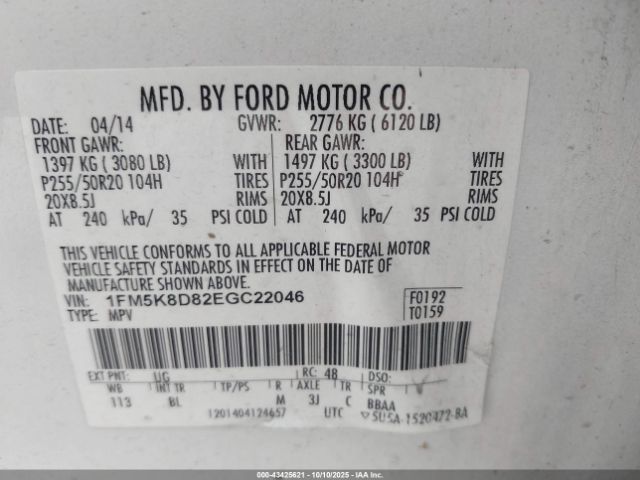 MFD. BY FORD MOTOR CO.
DATE: 04/14 GVWR: 2776 KG ( 6120 LB)
FRONT GAWR: REAR GAWR:
1397 KG ( 3080 LB) WITH 1497 KG ( 3300 LB) WITH
P255/50R20 104H TIRES P255/50R20 104H TIRES
20X8.5J RIMS 20X8.5J RIMS
AT 240 kPa/ 35 PSI COLD AT 240 kPa/ 35 PSI COLD
THIS VEHICLE CONFORMS TO ALL APPLICABLE FEDERAL MOTOR
VEHICLE SAFETY STANDARDS IN EFFECT ON THE DATE OF
MANUFACTURE SHOWN ABOVE.
VIN: 1FM5K8D82EGC22046 F0192
TYPE: MPV T0159
EXT PNT: UG RC: 48 DSO:
WB INT TR TP/PS R AXLE TR SPR
113 BL M 3J C BBAA
1201404124657 UTC 5U5A-1520472-BA
000-43425621 - 10/10/2025 - IAAI Inc.